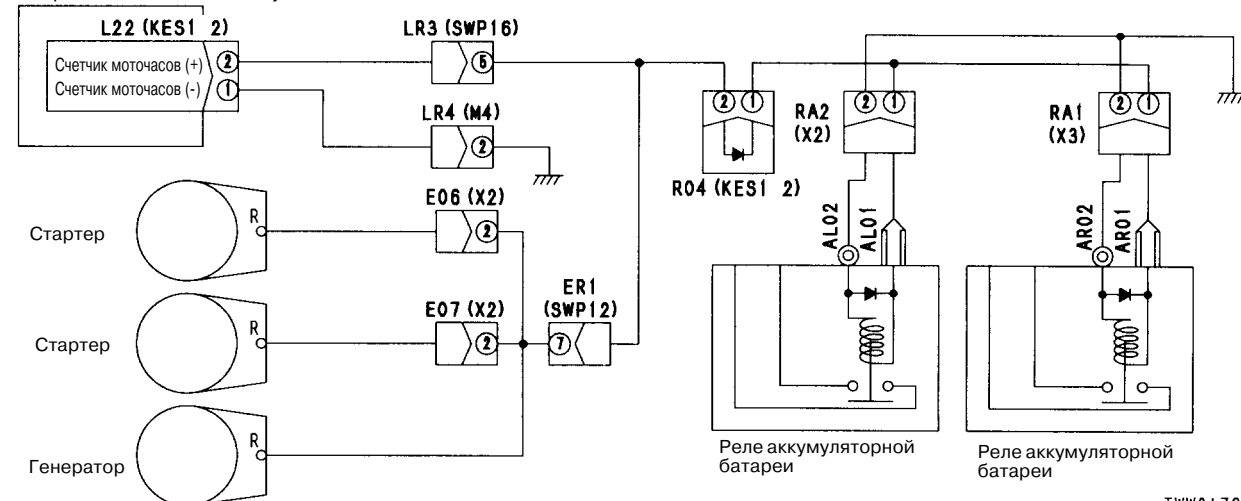 L22 (KES1 2)
LR3 (SWP16)
Счетчик моточасов (+)
2
5
Счетчик моточасов (-)
1
LR4 (M4)
2
2
1
RA2
(X2)
2
1
RA1
(X3)
2
1
R04 (KES1 2)
E06 (X2)
R
2
Стартер
AL02
AL01
AR02
AR01
ER1
(SWP12)
E07 (X2)
R
2
7
Стартер
R
Генератор
Реле аккумуляторной
батареи
Реле аккумуляторной
батареи